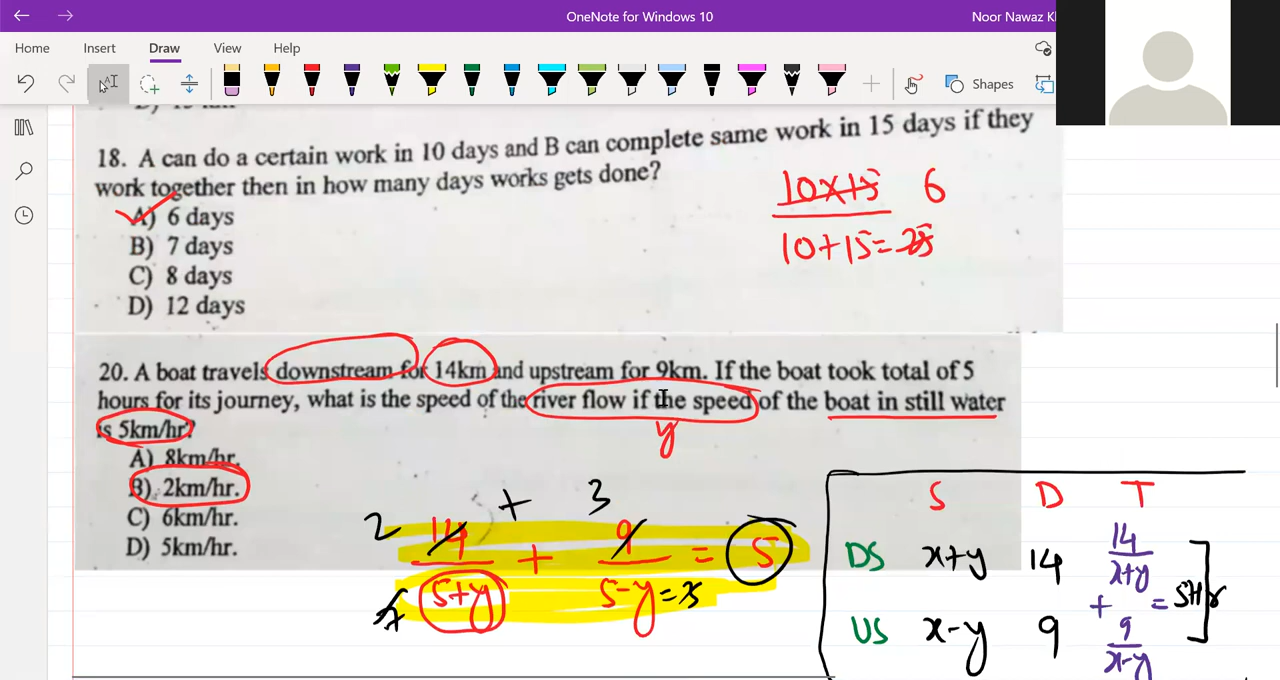 OneNote for Windows 10
Noor Nawaz Kh
Home Insert Draw View Help
Shapes
18. A can do a certain work in 10 days and B can complete same work in 15 days if they
work together then in how many days works gets done?
A) 6 days
B) 7 days
C) 8 days
D) 12 days
10x15 6
10+15=25
20. A boat travels downstream for 14km and upstream for 9km. If the boat took total of 5
hours for its journey, what is the speed of the river flow if the speed of the boat in still water
is 5km/hr?
y
A) 8km/hr.
B) 2km/hr.
C) 6km/hr.
D) 5km/hr.
2 + 3
14 + 9 = 5
7 5+y 5-y=3
S D T
DS x+y 14 14
x+y
+ = 5Hr
US x-y 9 9
x-y